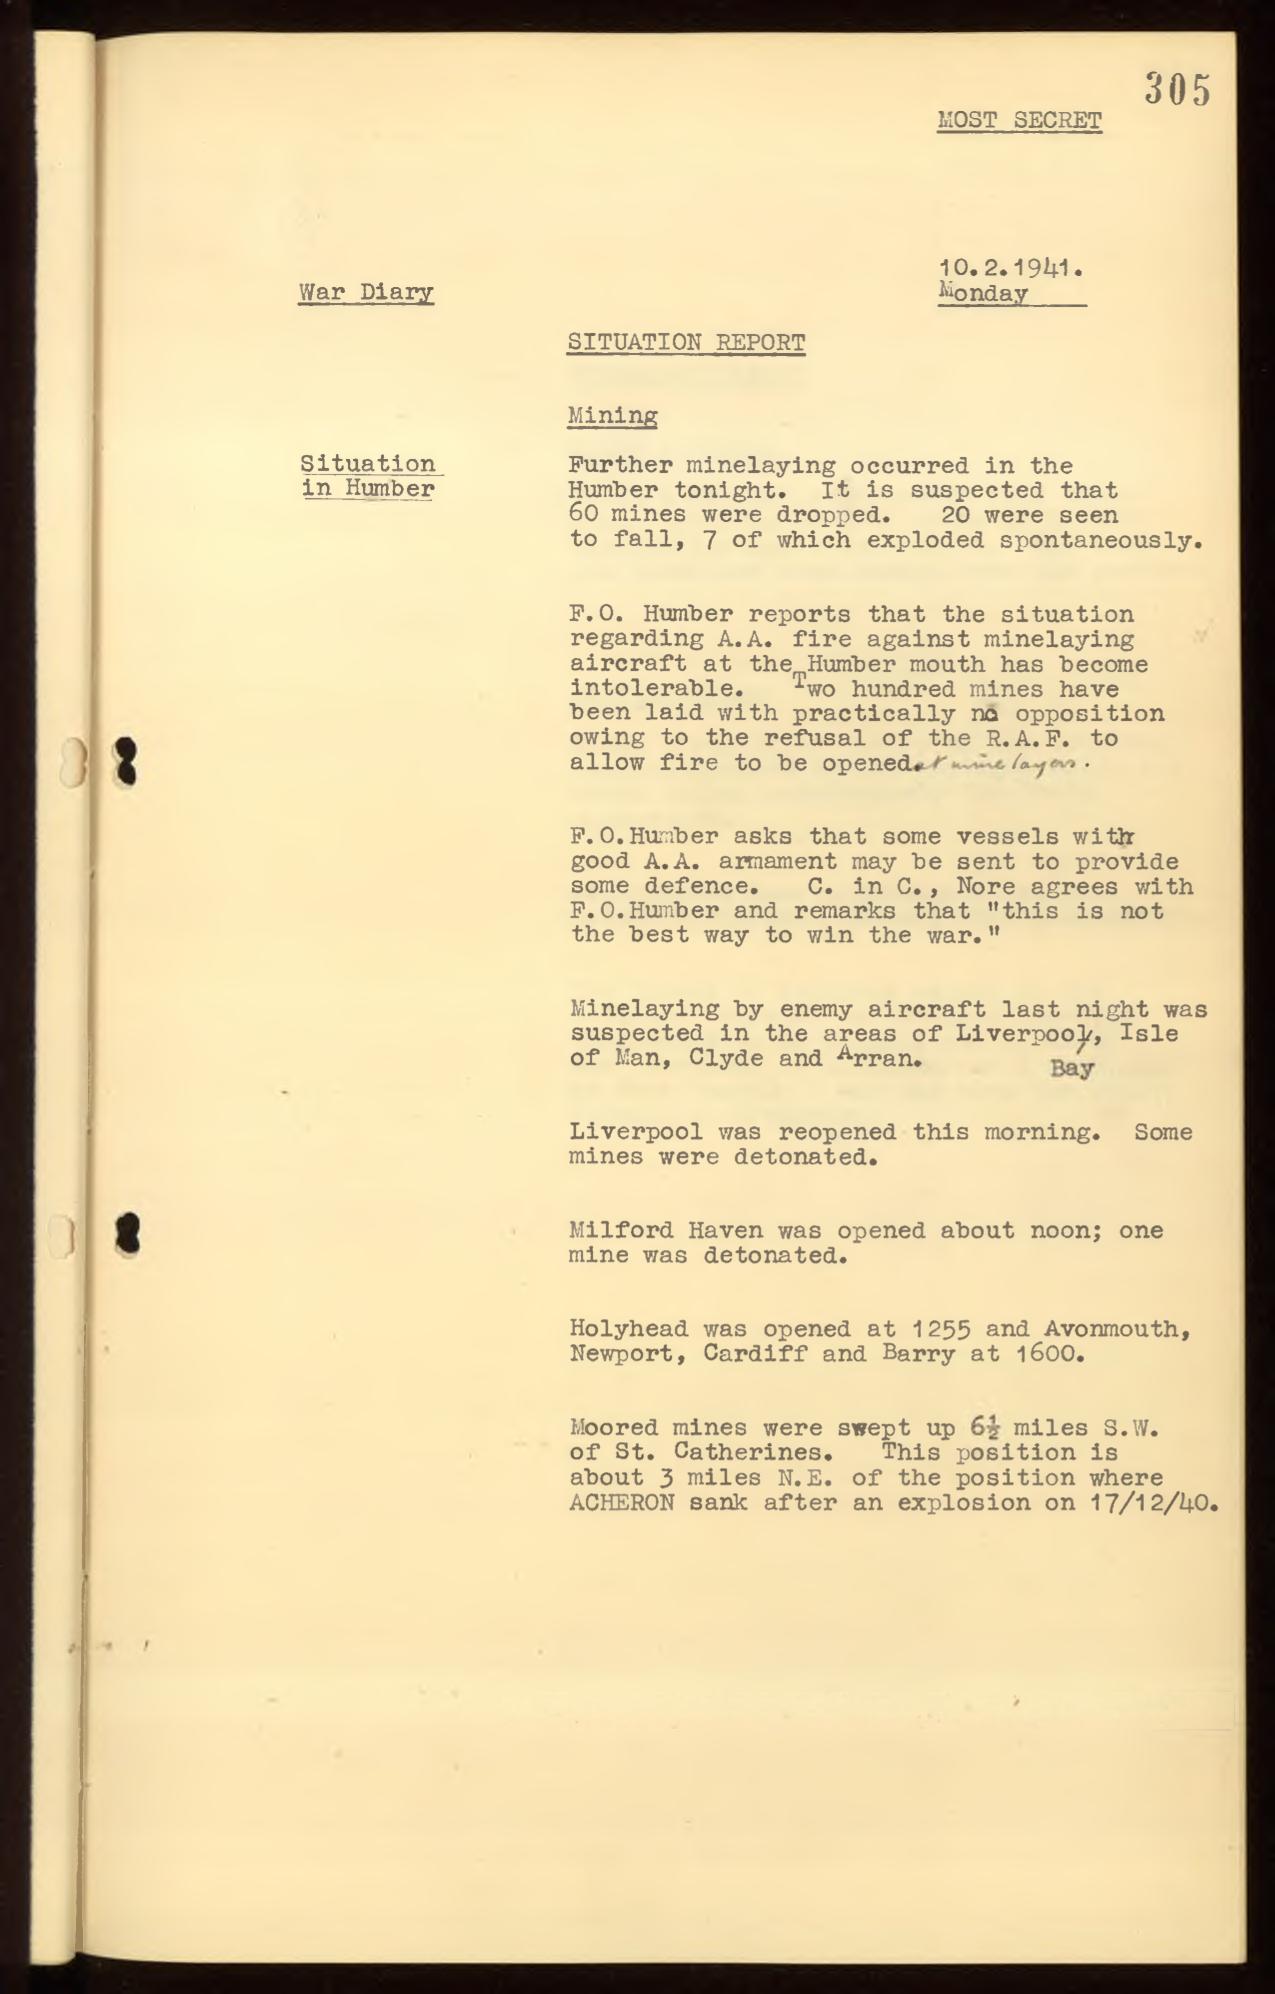 305
MOST SECRET
10.2.1941.
Monday
War Diary
SITUATION REPORT
Mining
Situation
in Humber
Further minelaying occurred in the
Humber tonight. It is suspected that
60 mines were dropped. 20 were seen
to fall, 7 of which exploded spontaneously.
F.O. Humber reports that the situation
regarding A.A. fire against minelaying
aircraft at the Humber mouth has become
intolerable. Two hundred mines have
been laid with practically no opposition
owing to the refusal of the R.A.F. to
allow fire to be opened at mine layers.
F.O.Humber asks that some vessels with
good A.A. armament may be sent to provide
some defence. C. in C., Nore agrees with
F.O.Humber and remarks that "this is not
the best way to win the war."
Minelaying by enemy aircraft last night was
suspected in the areas of Liverpool, Isle
of Man, Clyde and Arran.
Bay
Liverpool was reopened this morning. Some
mines were detonated.
Milford Haven was opened about noon; one
mine was detonated.
Holyhead was opened at 1255 and Avonmouth,
Newport, Cardiff and Barry at 1600.
Moored mines were swept up 6½ miles S.W.
of St. Catherines. This position is
about 3 miles N.E. of the position where
ACHERON sank after an explosion on 17/12/40.